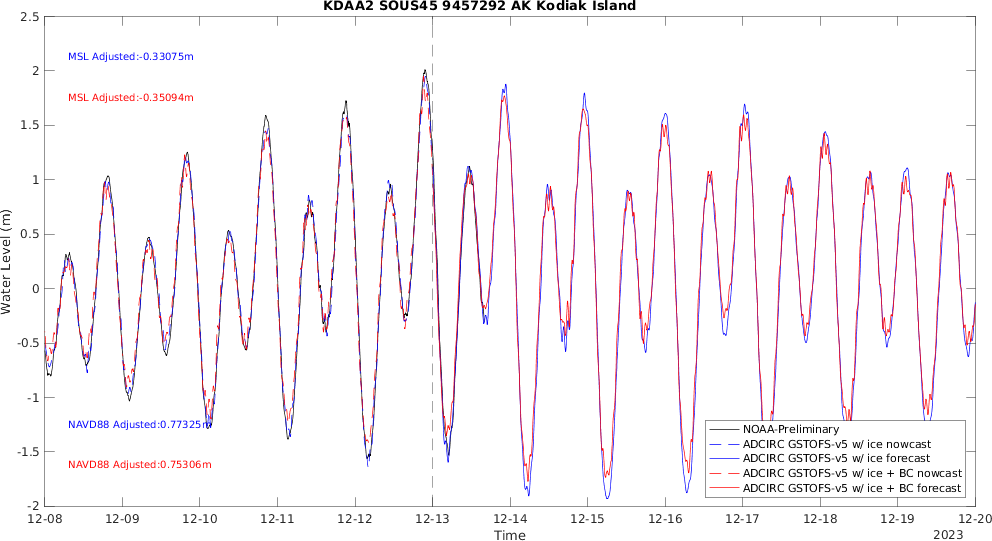 KDAA2 SOUS45 9457292 AK Kodiak Island
2.5
2
1.5
1
0.5
0
-0.5
-1
-1.5
-2
Water Level (m)
MSL Adjusted:-0.33075m
MSL Adjusted:-0.35094m
NAVD88 Adjusted:0.77325m
NAVD88 Adjusted:0.75306m
NOAA-Preliminary
ADCIRC GSTOFS-v5 w/ ice nowcast
ADCIRC GSTOFS-v5 w/ ice forecast
ADCIRC GSTOFS-v5 w/ ice + BC nowcast
ADCIRC GSTOFS-v5 w/ ice + BC forecast
12-08 12-09 12-10 12-11 12-12 12-13 12-14 12-15 12-16 12-17 12-18 12-19 12-20
Time
2023